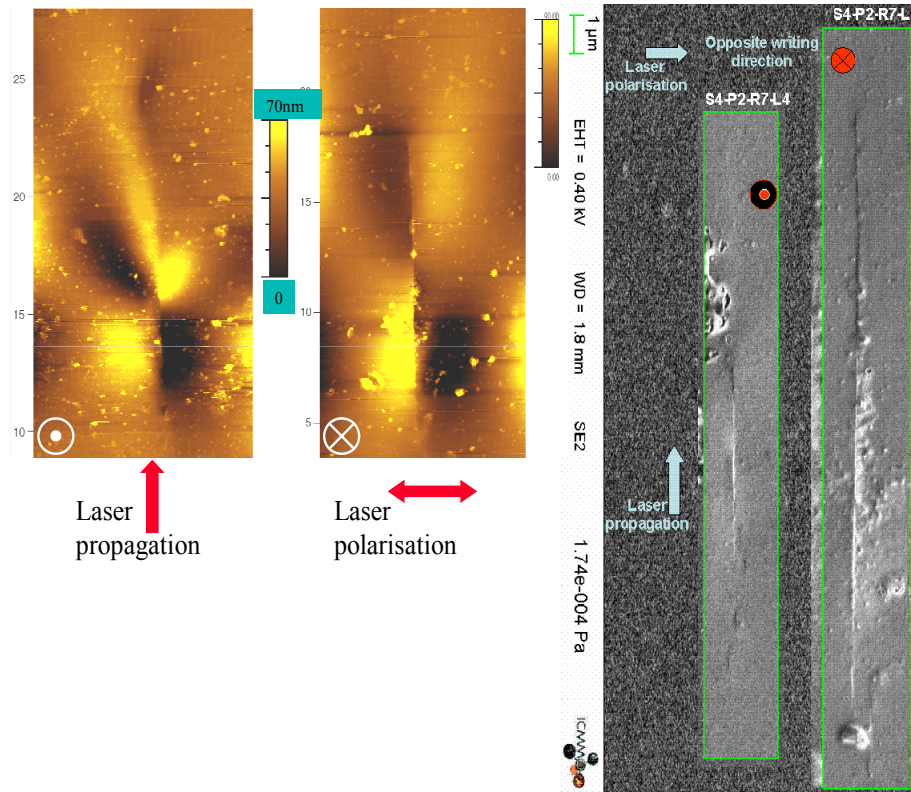 25
20
15
10
70nm
0
15
10
5
0.00
1 µm
EHT = 0.40 kV
WD = 1.8 mm
SE2
1.74e-004 Pa
Laser
propagation
Laser
polarisation
S4-P2-R7-L
Opposite writing
direction
Laser
polarisation
S4-P2-R7-L4
Laser
propagation